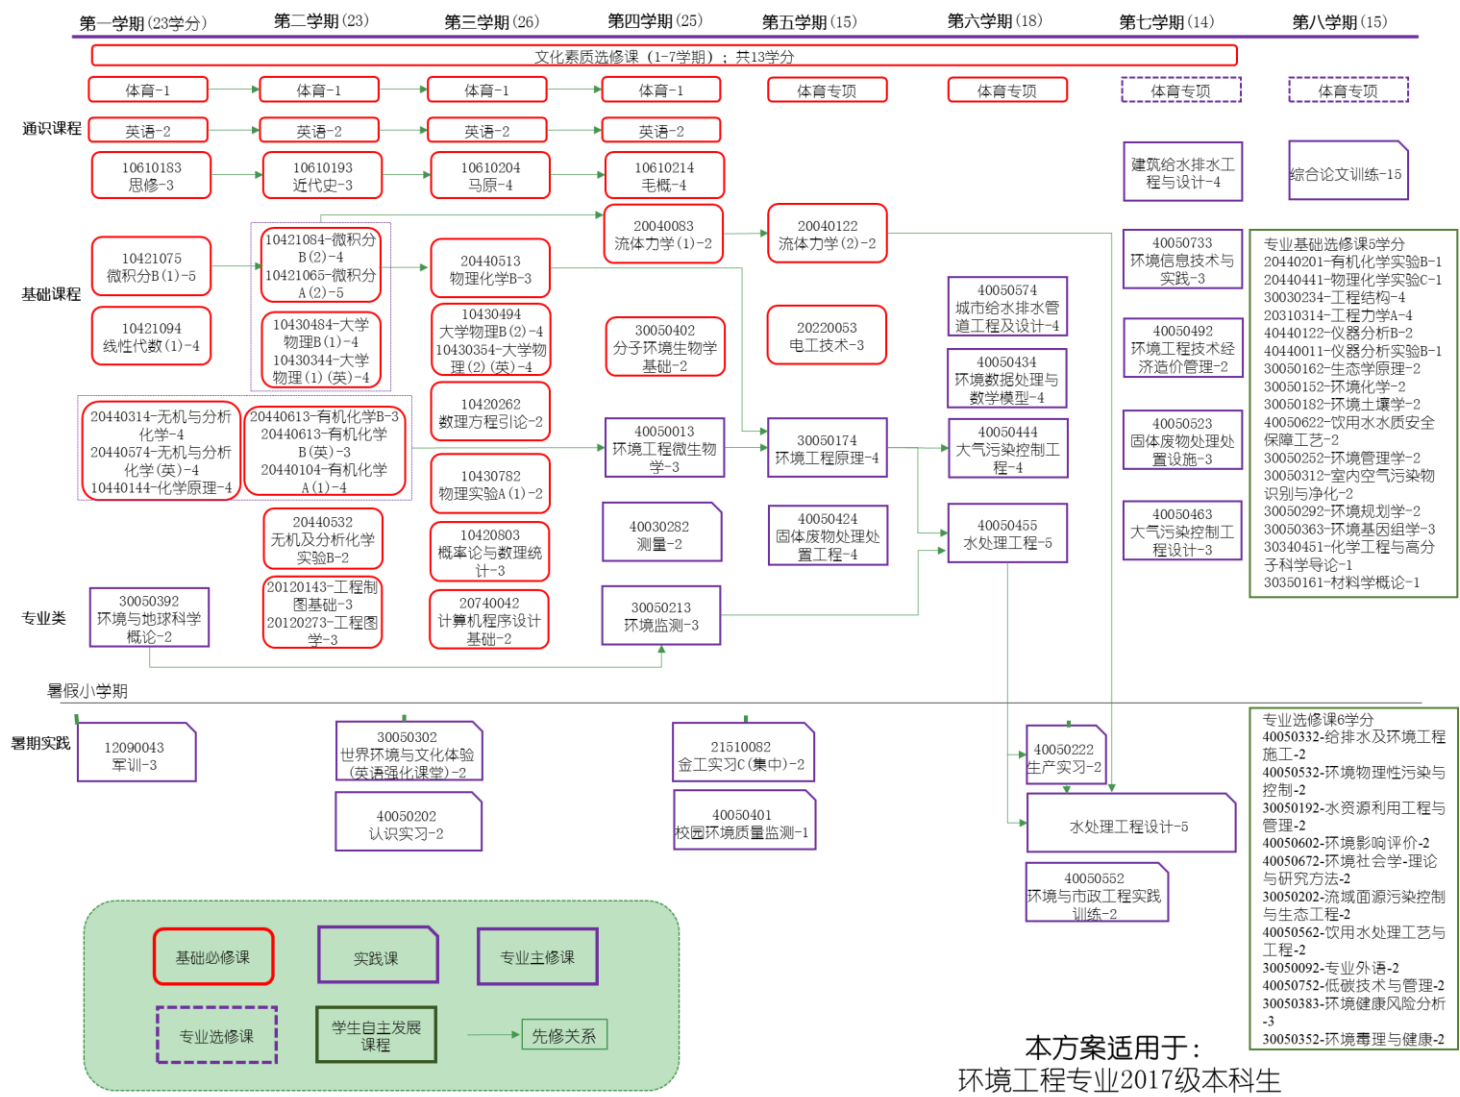 第一学期(23学分)
第二学期(23)
第三学期(26)
第四学期(25)
第五学期(15)
第六学期(18)
第七学期(14)
第八学期(15)
文化素质选修课（1-7学期）；共13学分
体育-1
体育-1
体育-1
体育-1
体育专项
体育专项
体育专项
体育专项
通识课程
英语-2
英语-2
英语-2
英语-2
10610183
思修-3
10610193
近代史-3
10610204
马原-4
10610214
毛概-4
建筑给水排水工
程与设计-4
综合论文训练-15
基础课程
10421075
微积分B(1)-5
10421084-微积分
B(2)-4
10421065-微积分
A(2)-5
20440513
物理化学B-3
20040083
流体力学(1)-2
20040122
流体力学(2)-2
40050574
城市给水排水管
道工程及设计-4
40050733
环境信息技术与
实践-3
10421094
线性代数(1)-4
10430484-大学
物理B(1)-4
10430344-大学
物理(1)(英)-4
10430494
大学物理B(2)-4
10430354-大学物
理(2)(英)-4
30050402
分子环境生物学
基础-2
20220053
电工技术-3
40050434
环境数据处理与
数学模型-4
40050492
环境工程技术经
济造价管理-2
20440314-无机与分析
化学-4
20440574-无机与分析
化学(英)-4
10440144-化学原理-4
20440613-有机化学B-3
20440613-有机化学
B(英)-3
20440104-有机化学
A(1)-4
10420262
数理方程引论-2
40050013
环境工程微生物
学-3
30050174
环境工程原理-4
40050444
大气污染控制工
程-4
40050523
固体废物处理处
置设施-3
10430782
物理实验A(1)-2
20440532
无机及分析化学
实验B-2
10420803
概率论与数理统
计-3
40030282
测量-2
40050424
固体废物处理处
置工程-4
40050455
水处理工程-5
40050463
大气污染控制工
程设计-3
专业类
30050392
环境与地球科学
概论-2
20120143-工程制
图基础-3
20120273-工程图
学-3
20740042
计算机程序设计
基础-2
30050213
环境监测-3
专业基础选修课5学分
20440201-有机化学实验B-1
20440441-物理化学实验C-1
30030234-工程结构-4
20310314-工程力学A-4
40440122-仪器分析B-2
40440011-仪器分析实验B-1
30050162-生态学原理-2
30050152-环境化学-2
30050182-环境土壤学-2
40050622-饮用水水质安全
保障工艺-2
30050252-环境管理学-2
30050312-室内空气污染物
识别与净化-2
30050292-环境规划学-2
30050363-环境基因组学-3
30340451-化学工程与高分
子科学导论-1
30350161-材料学概论-1
暑假小学期
暑期实践
12090043
军训-3
30050302
世界环境与文化体验
(英语强化课堂)-2
40050202
认识实习-2
21510082
金工实习C(集中)-2
40050401
校园环境质量监测-1
40050222
生产实习-2
水处理工程设计-5
40050552
环境与市政工程实践
训练-2
专业选修课6学分
40050332-给排水及环境工程
施工-2
40050532-环境物理性污染与
控制-2
30050192-水资源利用工程与
管理-2
40050602-环境影响评价-2
40050672-环境社会学-理论
与研究方法-2
30050202-流域面源污染控制
与生态工程-2
40050562-饮用水处理工艺与
工程-2
30050092-专业外语-2
40050752-低碳技术与管理-2
30050383-环境健康风险分析
-3
30050352-环境毒理与健康-2
基础必修课
实践课
专业主修课
专业选修课
学生自主发展
课程
先修关系
本方案适用于：
环境工程专业2017级本科生